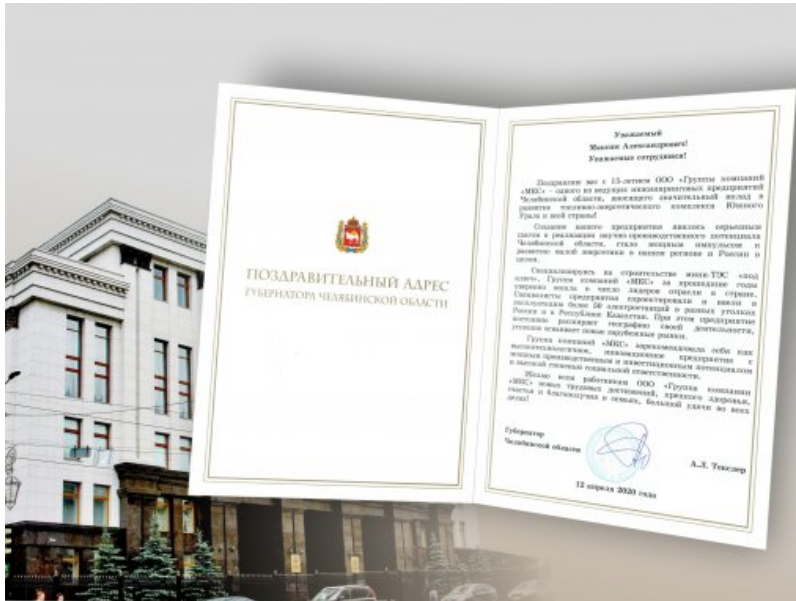 ПОЗДРАВИТЕЛЬНЫЙ АДРЕС
ГУБЕРНАТОРА ЧЕЛЯБИНСКОЙ ОБЛАСТИ
Уважаемый
Максим Александрович!
Уважаемые сотрудники!
Поздравляю вас с 15-летием ООО «Группы компаний
«МКС» – одного из ведущих инжиниринговых предприятий
Челябинской области, вносящего значительный вклад в
развитие топливно-энергетического комплекса Южного
Урала и всей страны!
Создание вашего предприятия явилось серьезным
шагом в реализации научно-производственного потенциала
Челябинской области, стало мощным импульсом к
развитию малой энергетики в нашем регионе и России в
целом.
Специализируясь на строительстве мини-ТЭС «под
ключ», Группа компаний «МКС» за прошедшие годы
уверенно вошла в число лидеров отрасли в стране.
Специалисты предприятия спроектировали и ввели в
эксплуатацию более 50 электростанций в разных уголках
России и в Республике Казахстан. При этом предприятие
постоянно расширяет географию своей деятельности,
успешно осваивает новые зарубежные рынки.
Группа компаний «МКС» зарекомендовала себя как
высокотехнологичное, инновационное предприятие с
мощным производственным и инвестиционным потенциалом
и высокой степенью социальной ответственности.
Желаю всем работникам ООО «Группа компаний
«МКС» новых трудовых достижений, крепкого здоровья,
счастья и благополучия в семьях, большой удачи во всех
делах!
Губернатор
Челябинской области
А.Л. Текслер
12 апреля 2020 года